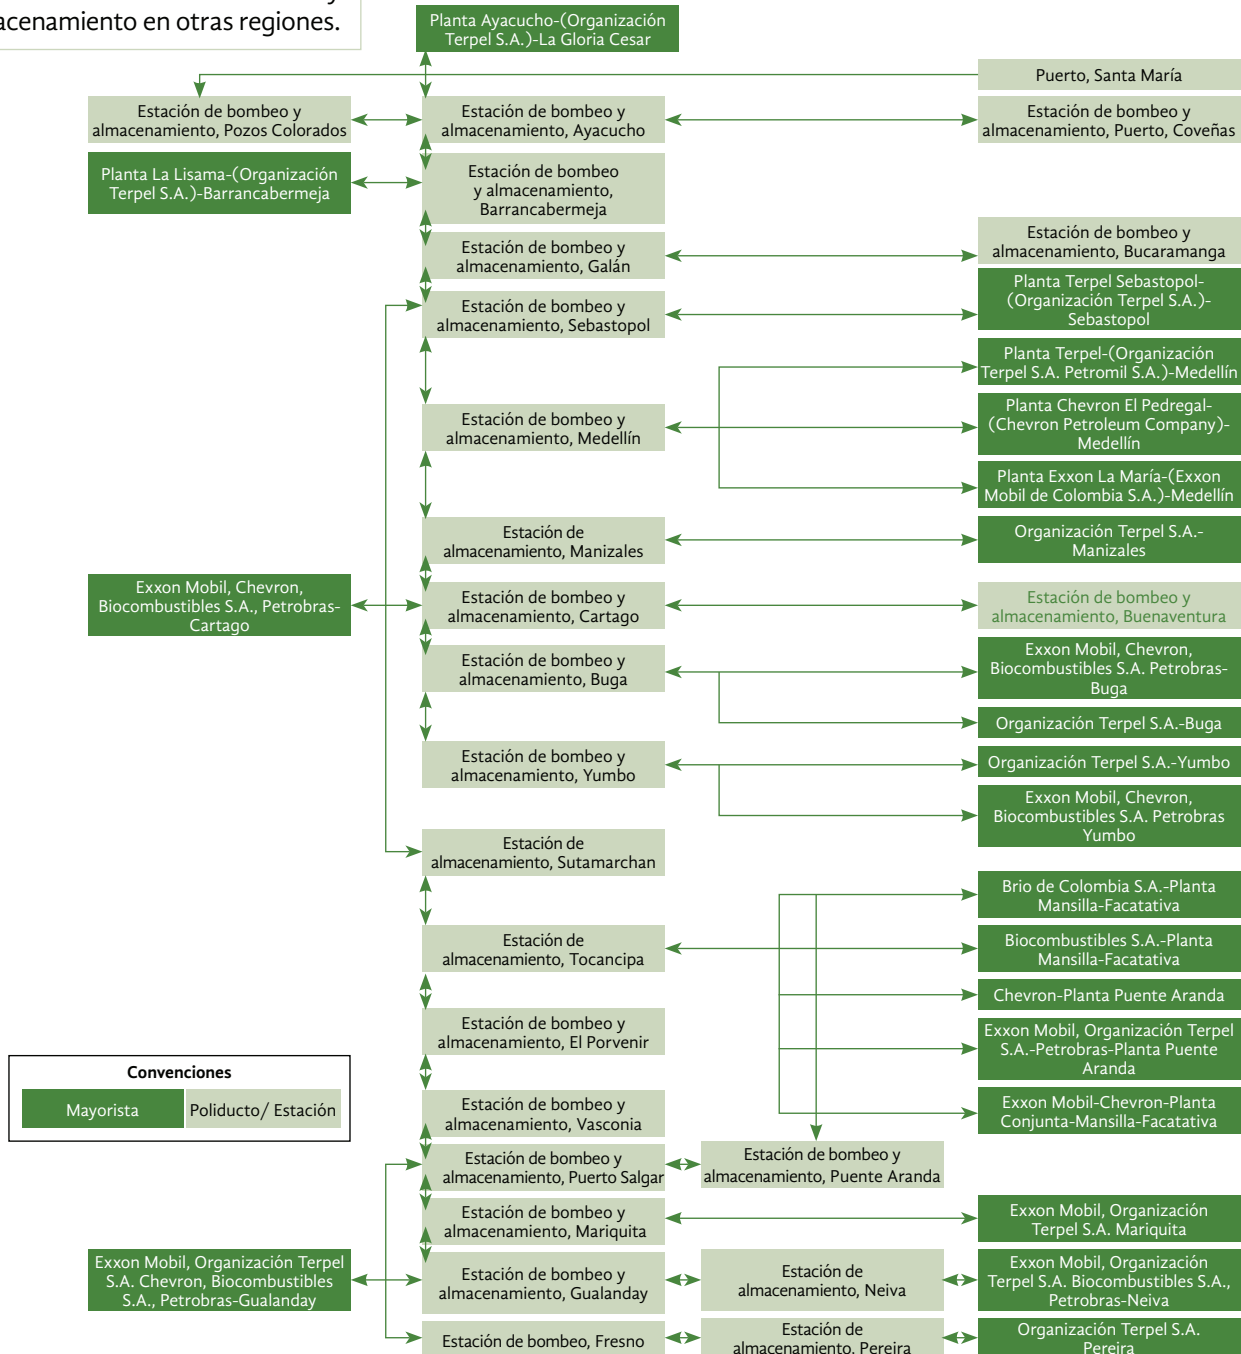 acenamiento en otras regiones.
Planta Ayacucho-(Organización
Terpel S.A.)-La Gloria Cesar
Puerto, Santa María
Estación de bombeo y
almacenamiento, Pozos Colorados
Estación de bombeo y
almacenamiento, Ayacucho
Estación de bombeo y
almacenamiento, Puerto, Coveñas
Planta La Lisama-(Organización
Terpel S.A.)-Barrancabermeja
Estación de bombeo
y almacenamiento,
Barrancabermeja
Estación de bombeo y
almacenamiento, Galán
Estación de bombeo y
almacenamiento, Bucaramanga
Estación de bombeo y
almacenamiento, Sebastopol
Planta Terpel Sebastopol-
(Organización Terpel S.A.)-
Sebastopol
Planta Terpel-(Organización
Terpel S.A. Petromil S.A.)-Medellín
Estación de bombeo y
almacenamiento, Medellín
Planta Chevron El Pedregal-
(Chevron Petroleum Company)-
Medellín
Planta Exxon La María-(Exxon
Mobil de Colombia S.A.)-Medellín
Estación de
almacenamiento, Manizales
Organización Terpel S.A.-
Manizales
Exxon Mobil, Chevron,
Biocombustibles S.A., Petrobras-
Cartago
Estación de bombeo y
almacenamiento, Cartago
Estación de bombeo y
almacenamiento, Buenaventura
Estación de bombeo y
almacenamiento, Buga
Exxon Mobil, Chevron,
Biocombustibles S.A. Petrobras-
Buga
Organización Terpel S.A.-Buga
Estación de bombeo y
almacenamiento, Yumbo
Organización Terpel S.A.-Yumbo
Exxon Mobil, Chevron,
Biocombustibles S.A. Petrobras
Yumbo
Estación de
almacenamiento, Sutamarchan
Brio de Colombia S.A.-Planta
Mansilla-Facatativa
Estación de
almacenamiento, Tocancipa
Biocombustibles S.A.-Planta
Mansilla-Facatativa
Chevron-Planta Puente Aranda
Estación de bombeo y
almacenamiento, El Porvenir
Exxon Mobil, Organización Terpel
S.A.-Petrobras-Planta Puente
Aranda
Convenciones
Mayorista
Poliducto/ Estación
Estación de bombeo y
almacenamiento, Vasconia
Exxon Mobil-Chevron-Planta
Conjunta-Mansilla-Facatativa
Estación de bombeo y
almacenamiento, Puerto Salgar
Estación de bombeo y
almacenamiento, Puente Aranda
Estación de bombeo y
almacenamiento, Mariquita
Exxon Mobil, Organización
Terpel S.A. Mariquita
Exxon Mobil, Organización Terpel
S.A. Chevron, Biocombustibles
S.A., Petrobras-Gualanday
Estación de bombeo y
almacenamiento, Gualanday
Estación de
almacenamiento, Neiva
Exxon Mobil, Organización
Terpel S.A. Biocombustibles S.A.,
Petrobras-Neiva
Estación de bombeo, Fresno
Estación de
almacenamiento, Pereira
Organización Terpel S.A.
Pereira